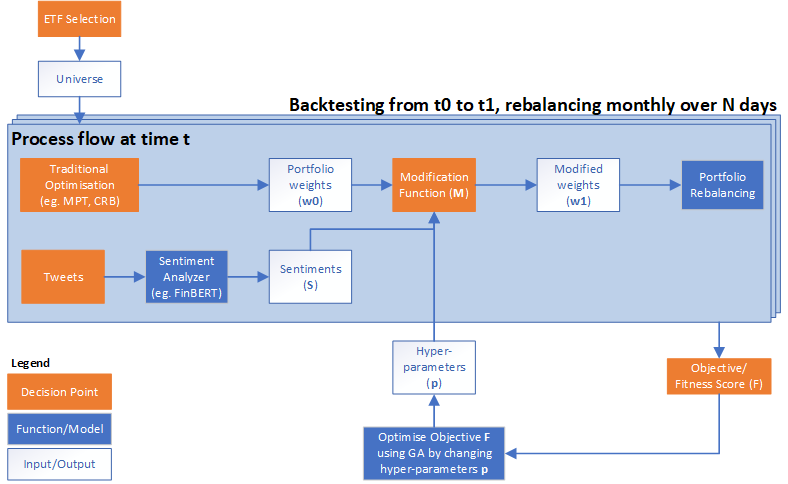 ETF Selection
Universe
Backtesting from t0 to t1, rebalancing monthly over N days
Process flow at time t
Traditional
Optimisation
(eg. MPT, CRB)
Portfolio
weights
(w0)
Modification
Function (M)
Modified
weights
(w1)
Portfolio
Rebalancing
Tweets
Sentiment
Analyzer
(eg. FinBERT)
Sentiments
(S)
Hyper-
parameters
(p)
Objective/
Fitness Score (F)
Optimise Objective F
using GA by changing
hyper-parameters p
Legend
Decision Point
Function/Model
Input/Output